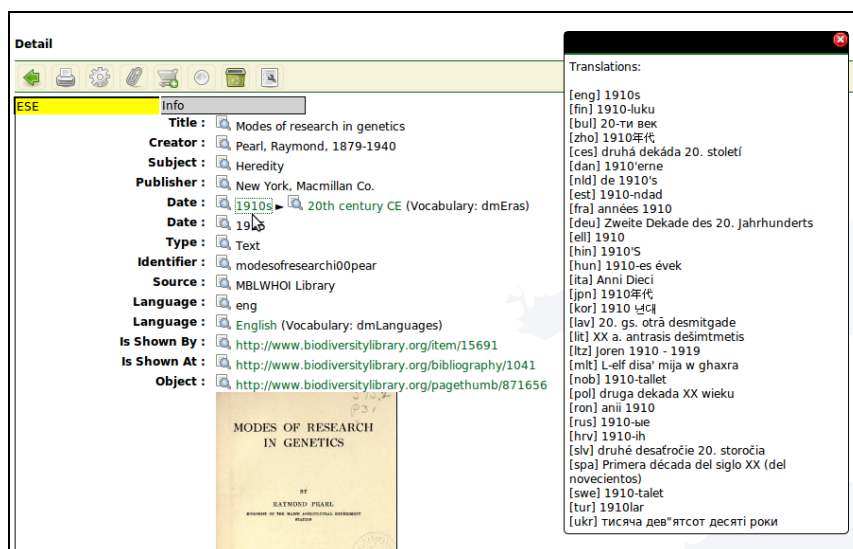 Detail
ESE
Info
Title : Modes of research in genetics
Creator : Pearl, Raymond, 1879-1940
Subject : Heredity
Publisher : New York, Macmillan Co.
Date : 1910s ► 20th century CE (Vocabulary: dmEras)
Date :
Type : Text
Identifier : modesofresearchi00pear
Source : MBLWHOI Library
Language : eng
Language : English (Vocabulary: dmLanguages)
Is Shown By : http://www.biodiversitylibrary.org/item/15691
Is Shown At : http://www.biodiversitylibrary.org/bibliography/1041
Object : http://www.biodiversitylibrary.org/pagethumb/871656
MODES OF RESEARCH
IN GENETICS
BY
RAYMOND PEARL
Translations:
[eng] 1910s
[fin] 1910-luku
[bul] 20-ти век
[zho] 1910年代
[ces] druhá dekáda 20. století
[dan] 1910'erne
[nld] de 1910's
[est] 1910-ndad
[fra] années 1910
[deu] Zweite Dekade des 20. Jahrhunderts
[ell] 1910
[hin] 1910'S
[hun] 1910-es évek
[ita] Anni Dieci
[jpn] 1910年代
[kor] 1910 년대
[lav] 20. gs. otrā desmitgade
[lit] XX a. antrasis dešimtmetis
[ltz] Joren 1910 - 1919
[mlt] L-elf disa' mija w għaxra
[nob] 1910-tallet
[pol] druga dekada XX wieku
[ron] anii 1910
[rus] 1910-ые
[hrv] 1910-ih
[slv] druhé desaťročie 20. storočia
[spa] Primera década del siglo XX (del
novecientos)
[swe] 1910-talet
[tur] 1910lar
[ukr] тисяча дев"ятсот десяті роки